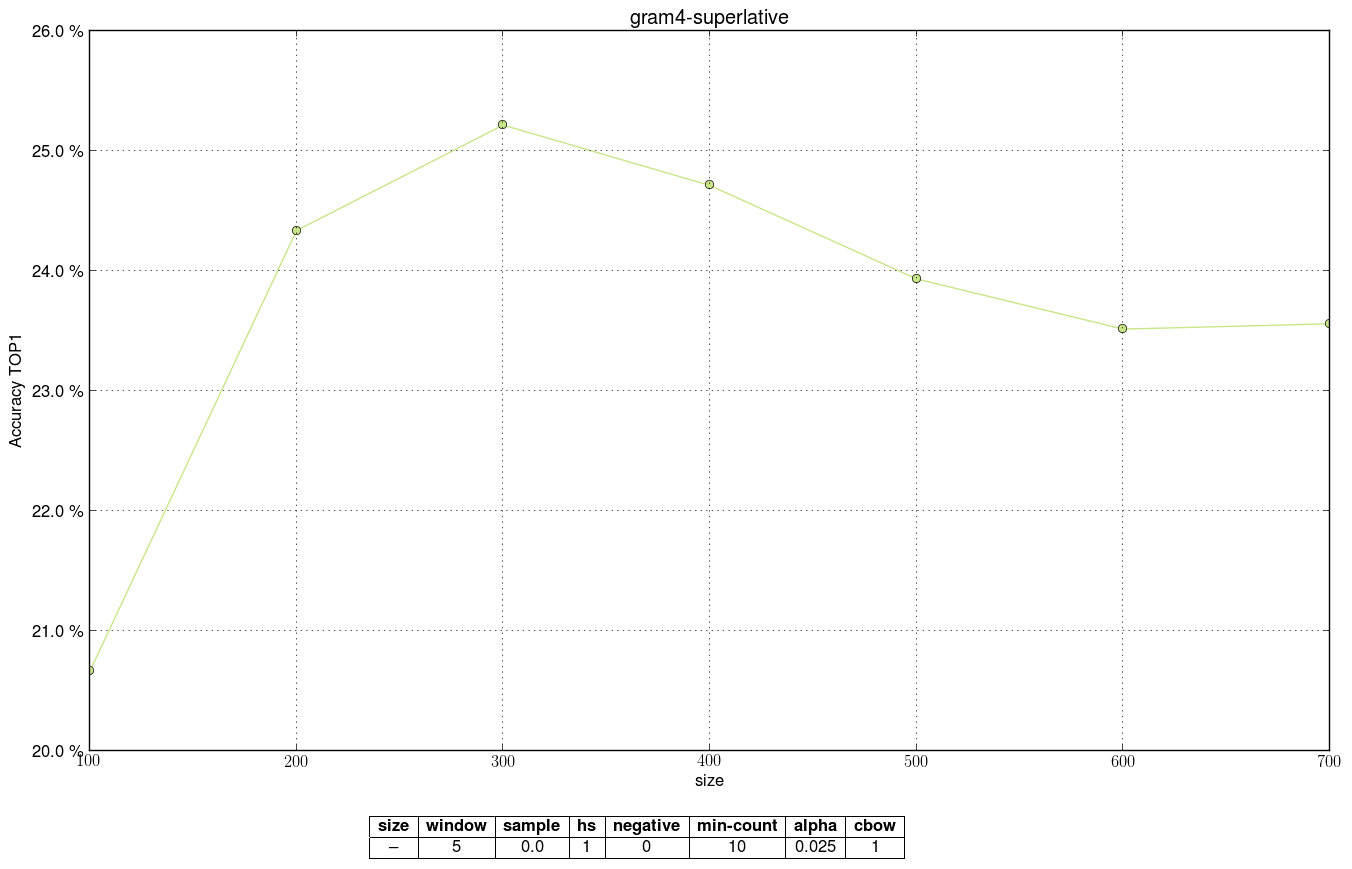 gram4-superlative
26.0 %
25.0 %
24.0 %
23.0 %
22.0 %
21.0 %
20.0 %
Accuracy TOP1
100 200 300 400 500 600 700
size
size window sample hs negative min-count alpha cbow
– 5 0.0 1 0 10 0.025 1